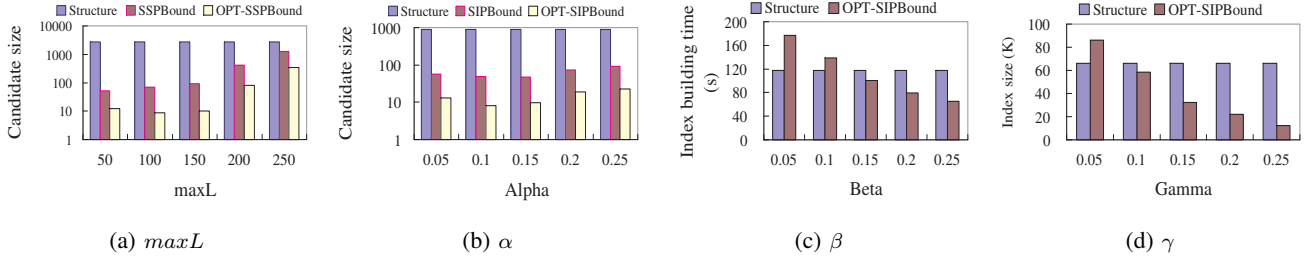 Structure SSPBound OPT-SSPBound
Candidate size
10000
1000
100
10
1
50 100 150 200 250
maxL
(a) maxL
Structure SIPBound OPT-SIPBound
Candidate size
1000
100
10
1
0.05 0.1 0.15 0.2 0.25
Alpha
(b) α
Structure OPT-SIPBound
Index building time
(s)
200
160
120
80
40
0
0.05 0.1 0.15 0.2 0.25
Beta
(c) β
Structure OPT-SIPBound
Index size (K)
100
80
60
40
20
0
0.05 0.1 0.15 0.2 0.25
Gamma
(d) γ